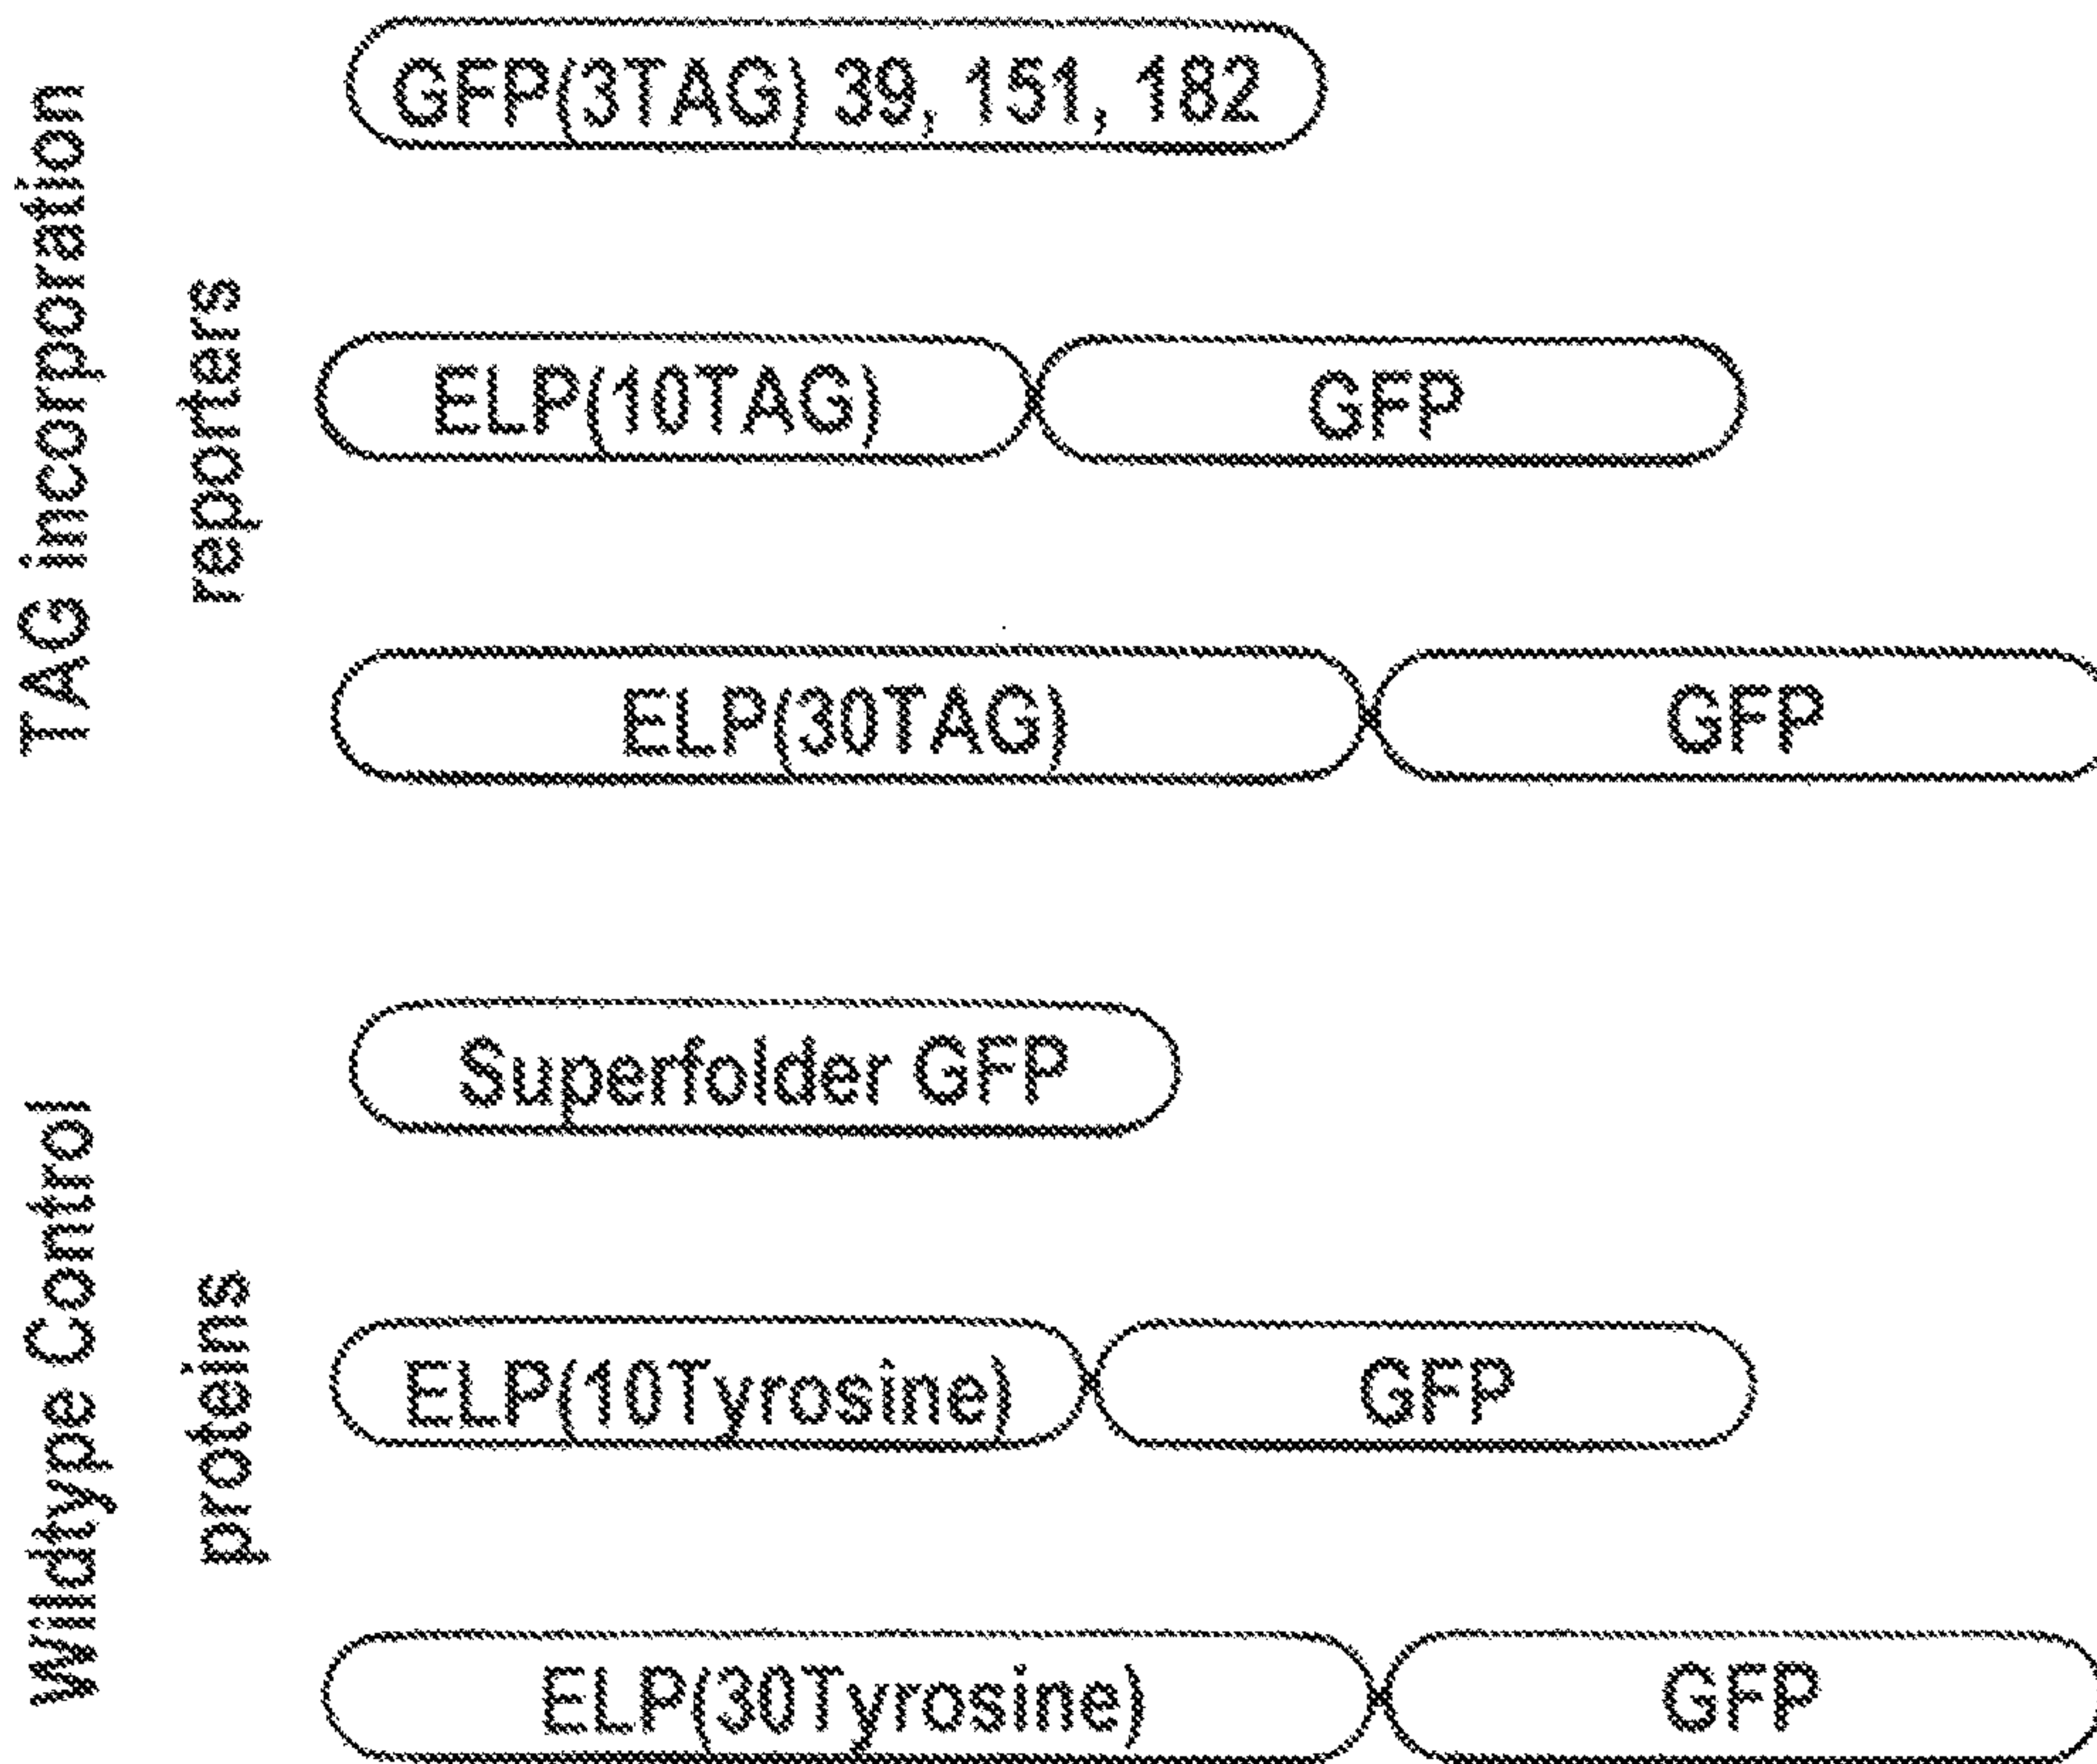 TAG incorporation
reporters
GFP(3TAG) 39, 151, 182
ELP(10TAG) GFP
ELP(30TAG) GFP
Wildtype Control
proteins
Superfolder GFP
ELP(10Tyrosine) GFP
ELP(30Tyrosine) GFP